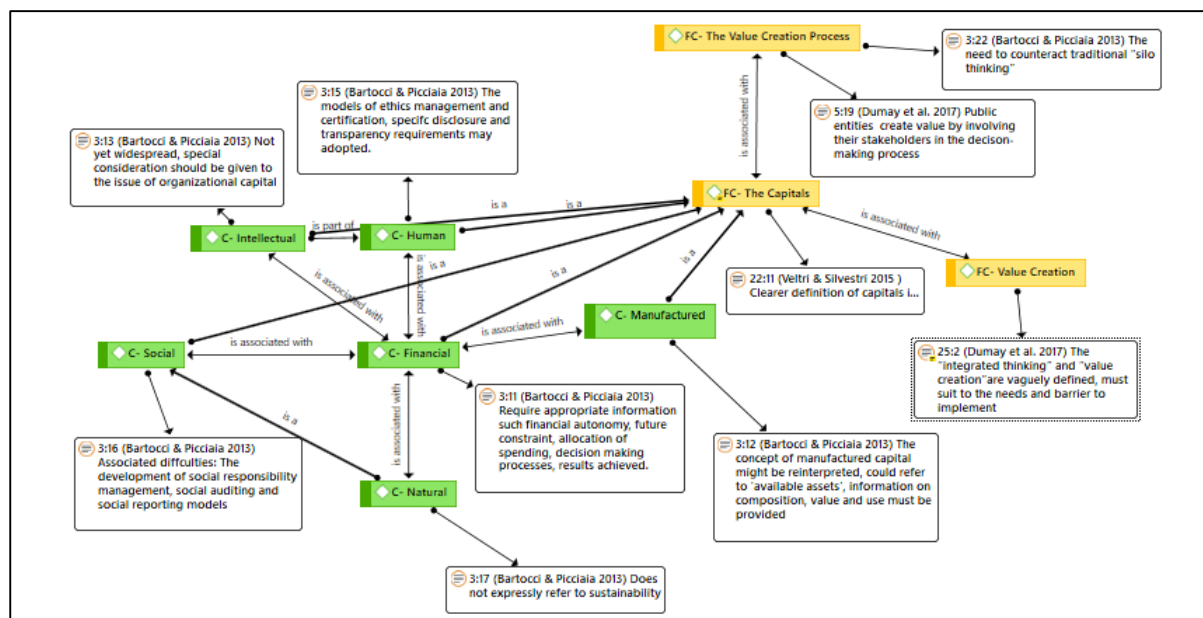 FC- The Value Creation Process
3:22 (Bartocci & Picciaia 2013) The
need to counteract traditional "silo
thinking"
3:15 (Bartocci & Picciaia 2013) The
models of ethics management and
certification, specifc disclosure and
transparency requirements may
adopted.
5:19 (Dumay et al. 2017) Public
entities create value by involving
their stakeholders in the decison-
making process
3:13 (Bartocci & Picciaia 2013) Not
yet widespread, special
consideration should be given to
the issue of organizational capital
is associated with
FC- The Capitals
is a
is a
is part of
C- Intellectual
C- Human
is associated with
is associated with
is a
is a
is a
is associated with
22:11 (Veltri & Silvestri 2015 )
Clearer definition of capitals i...
FC- Value Creation
C- Manufactured
is associated with
C- Social
is associated with
C- Financial
25:2 (Dumay et al. 2017) The
"integrated thinking" and "value
creation"are vaguely defined, must
suit to the needs and barrier to
implement
is a
is associated with
3:11 (Bartocci & Picciaia 2013)
Require appropriate information
such financial autonomy, future
constraint, allocation of
spending, decision making
processes, results achieved.
3:16 (Bartocci & Picciaia 2013)
Associated diffculties: The
development of social responsibility
management, social auditing and
social reporting models
3:12 (Bartocci & Picciaia 2013) The
concept of manufactured capital
might be reinterpreted, could refer
to 'available assets', information on
composition, value and use must be
provided
C- Natural
3:17 (Bartocci & Picciaia 2013) Does
not expressly refer to sustainability